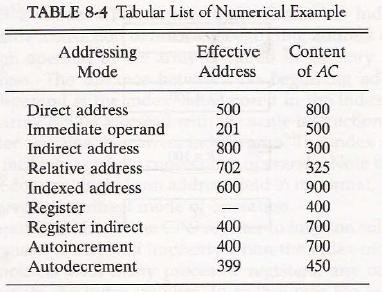 TABLE 8-4 Tabular List of Numerical Example
Addressing Mode Effective Address Content of AC
Direct address 500 800
Immediate operand 201 500
Indirect address 800 300
Relative address 702 325
Indexed address 600 900
Register — 400
Register indirect 400 700
Autoincrement 400 700
Autodecrement 399 450